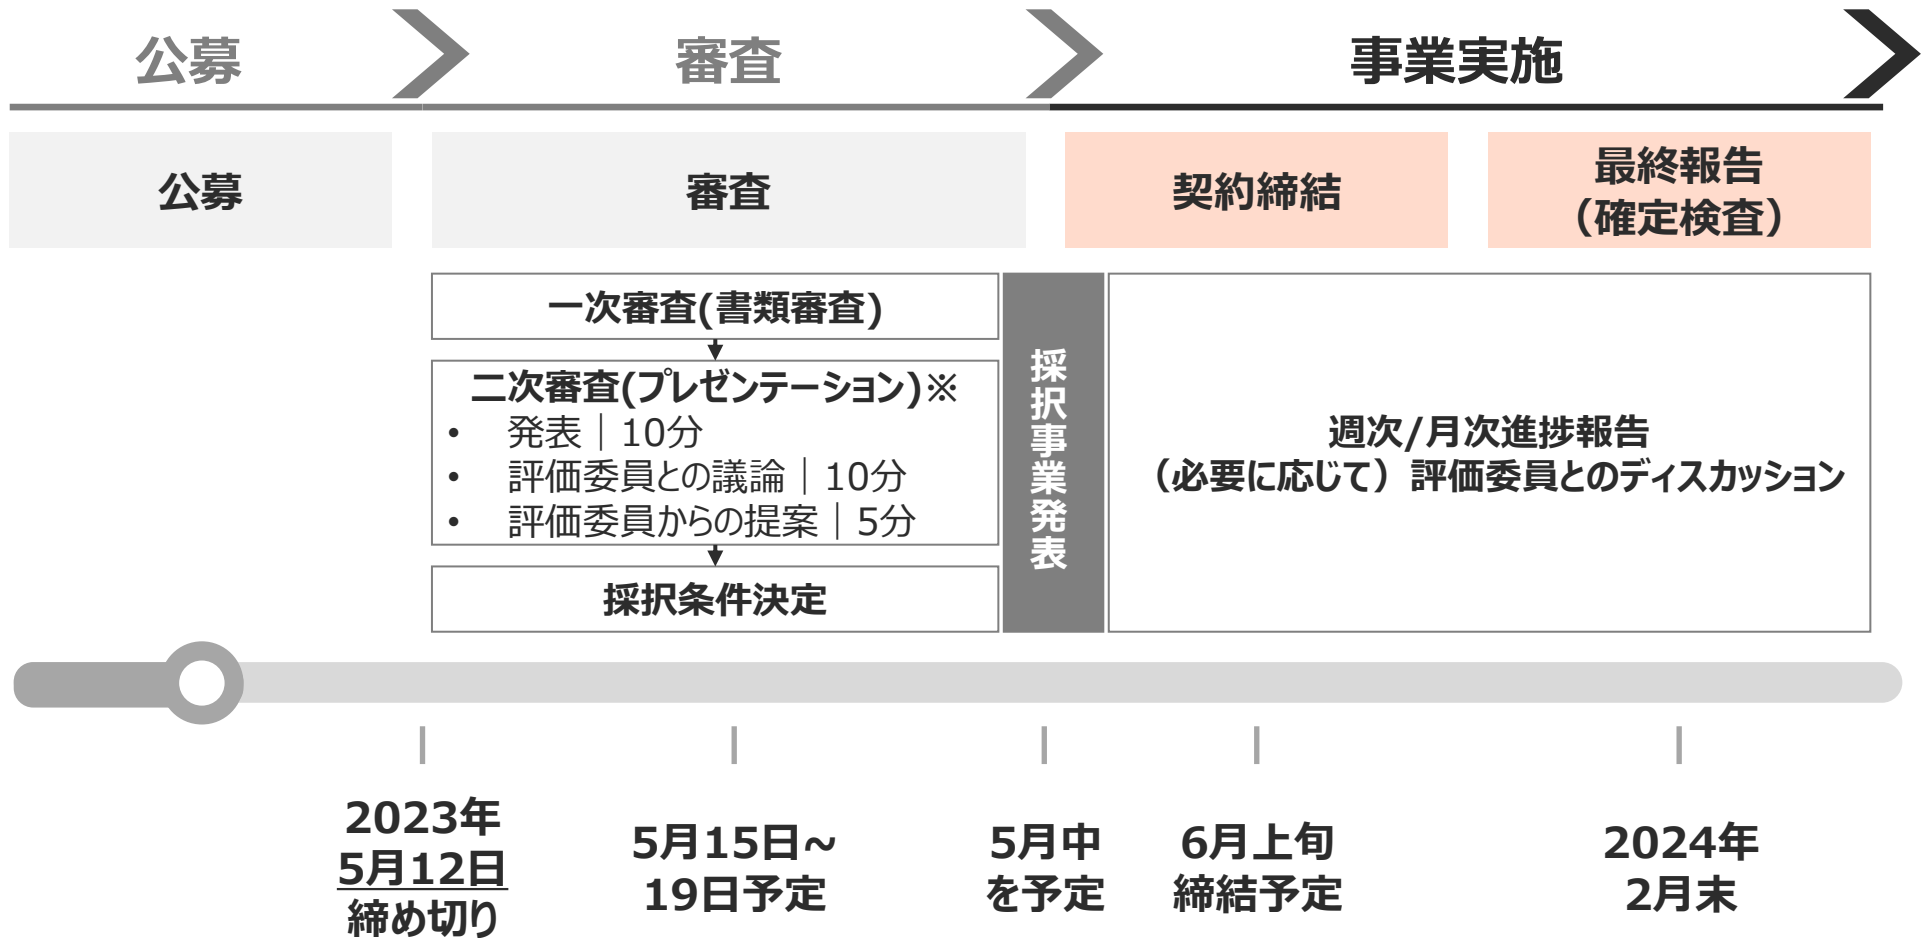 公募
審査
事業実施
公募
審査
契約締結
最終報告
（確定検査）
一次審査(書類審査)
二次審査(プレゼンテーション)※
• 発表｜10分
• 評価委員との議論｜10分
• 評価委員からの提案｜5分
採択条件決定
採択事業発表
週次/月次進捗報告
（必要に応じて）評価委員とのディスカッション
2023年
5月12日
締め切り
5月15日~
19日予定
5月中
を予定
6月上旬
締結予定
2024年
2月末